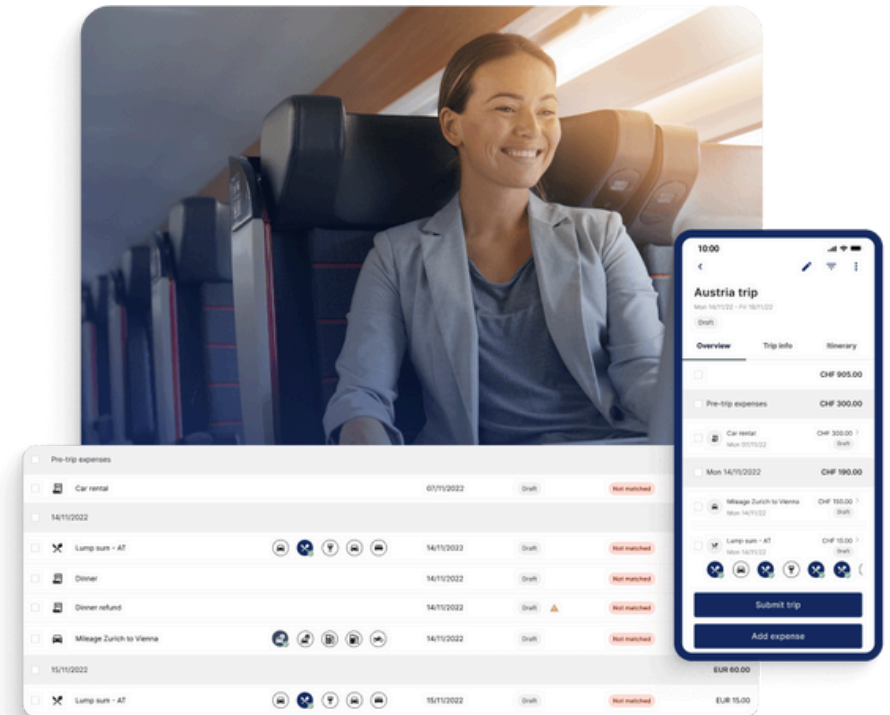 Pre-trip expenses
Car rental 07/11/2022 Draft Not matched
14/11/2022
Lump sum - AT 14/11/2022 Draft Not matched
Dinner 14/11/2022 Draft Not matched
Dinner refund 14/11/2022 Draft Not matched
Mileage Zurich to Vienna 14/11/2022 Draft Not matched
15/11/2022 EUR 60.00
Lump sum - AT 15/11/2022 Draft Not matched EUR 15.00
10:00
Austria trip
Mon 14/11/22 - Fri 18/11/22
Draft
Overview Trip info Itinerary
CHF 905.00
Pre-trip expenses CHF 300.00
Car rental CHF 300.00
Mon 07/11/22 Draft
Mon 14/11/2022 CHF 190.00
Mileage Zurich to Vienna CHF 150.00
Mon 14/11/22 Draft
Lump sum - AT CHF 15.00
Mon 14/11/22 Draft
Submit trip
Add expense